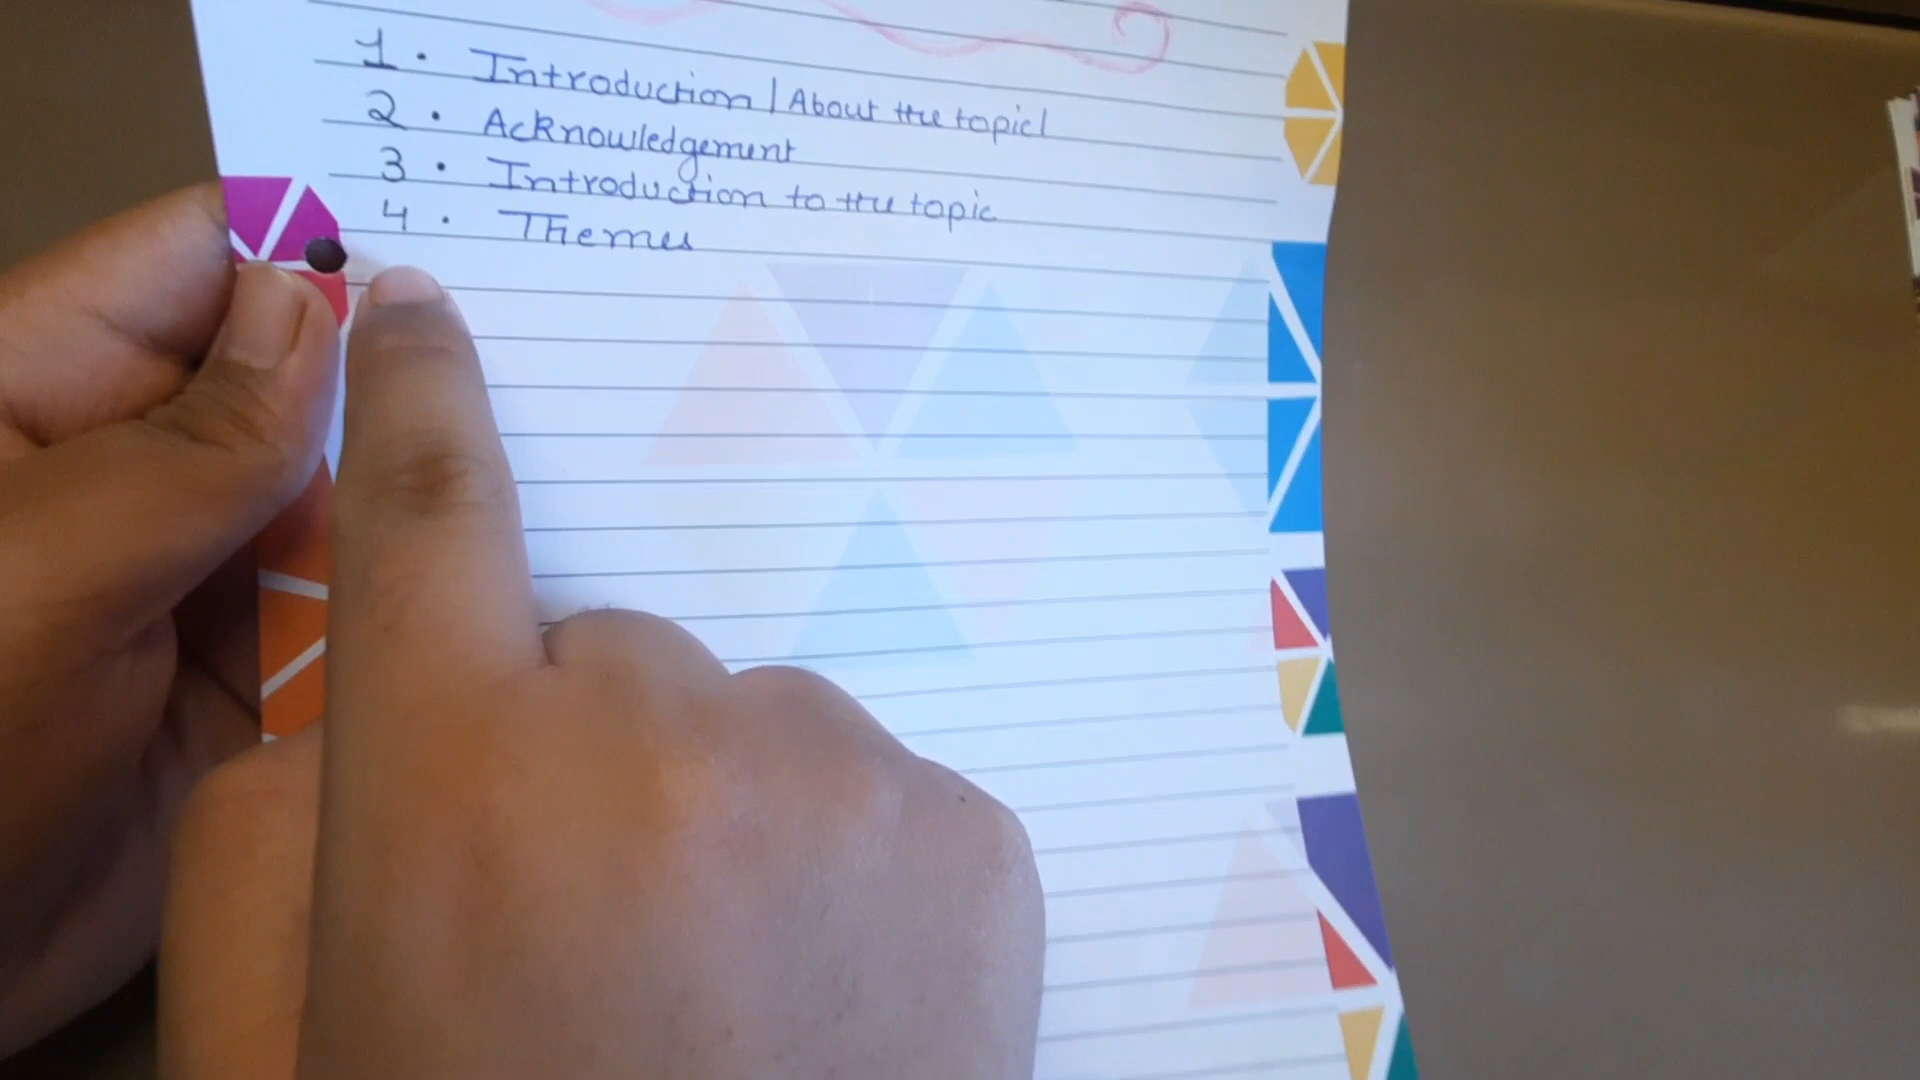 1. Introduction | About the topic |
2. Acknowledgement
3. Introduction to the topic
4. Themes